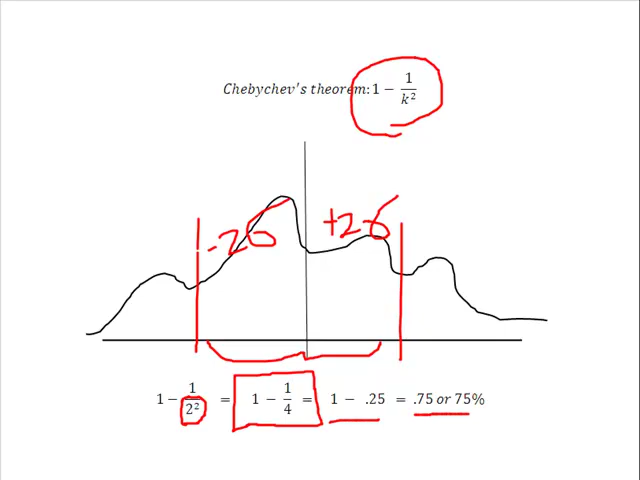 Chebychev's theorem: 1 − 1/k²
-2σ +2σ
1 − 1/2² = 1 − 1/4 = 1 − .25 = .75 or 75%